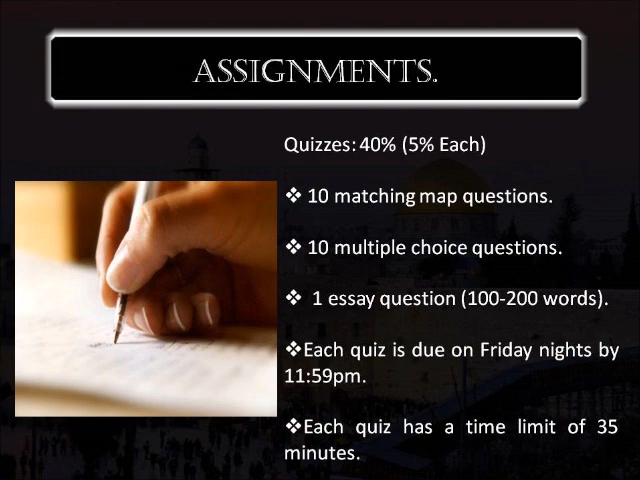 ASSIGNMENTS.
Quizzes: 40% (5% Each)
❖ 10 matching map questions.
❖ 10 multiple choice questions.
❖ 1 essay question (100-200 words).
❖Each quiz is due on Friday nights by
11:59pm.
❖Each quiz has a time limit of 35
minutes.